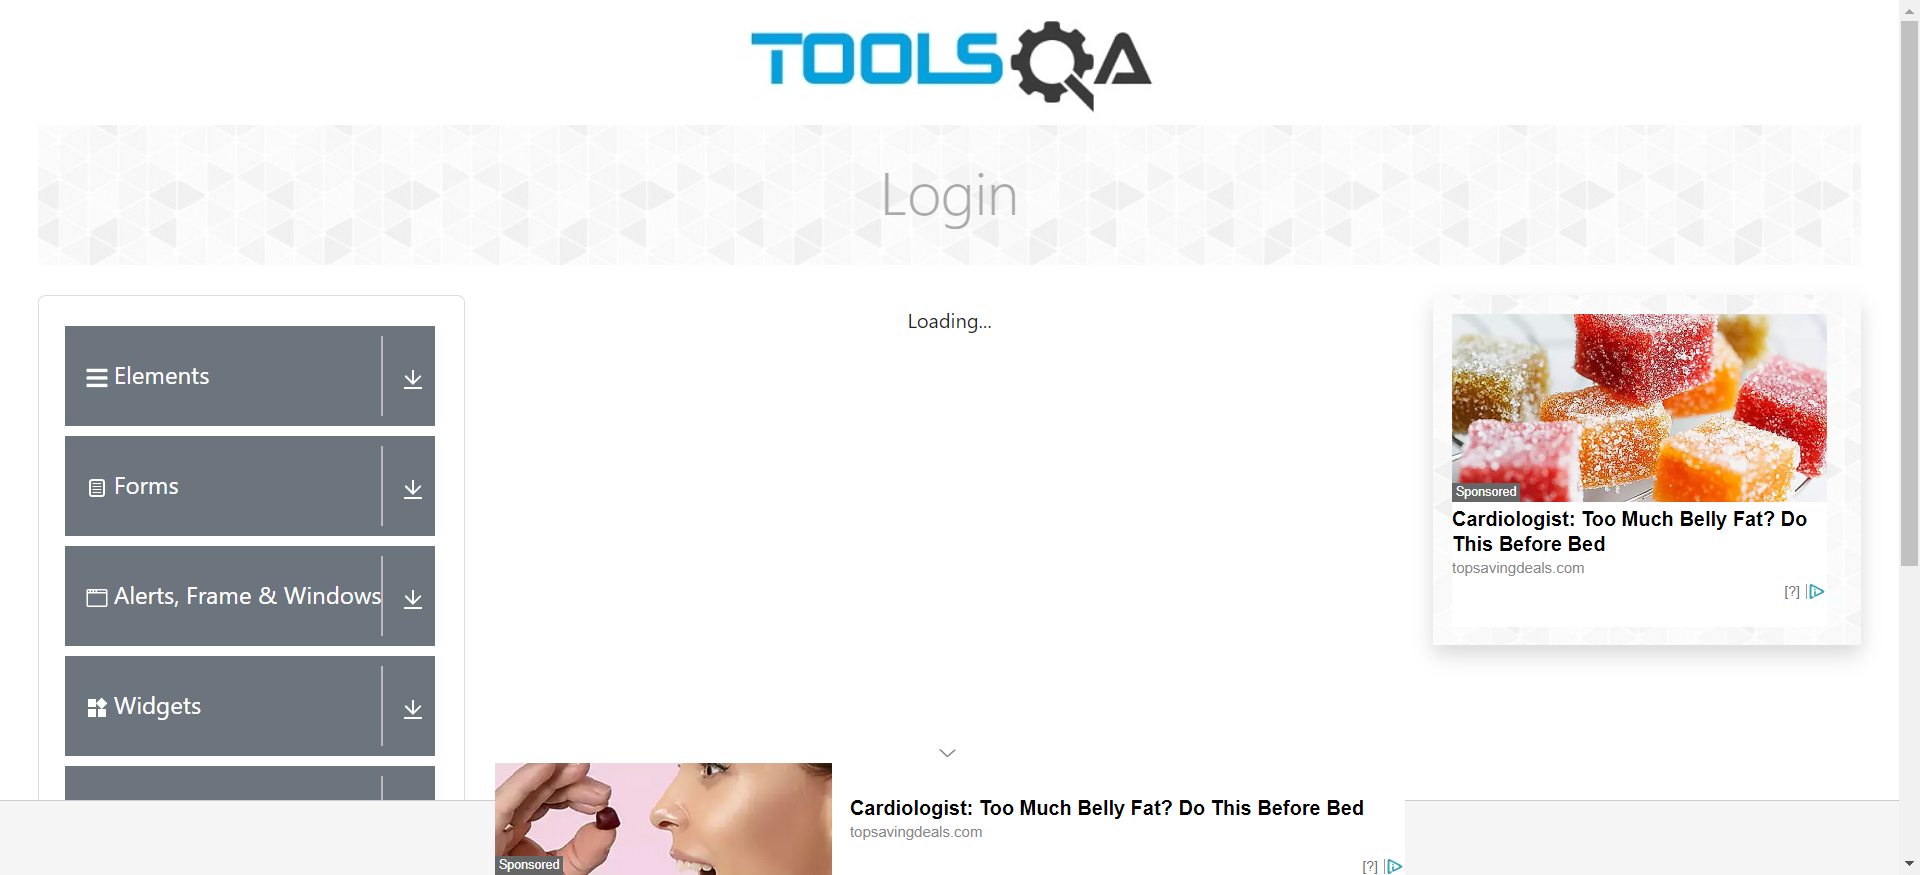 TOOLSQA
Login
Elements
Forms
Alerts, Frame & Windows
Widgets
Loading...
Sponsored
Cardiologist: Too Much Belly Fat? Do
This Before Bed
topsavingdeals.com
[?]
Sponsored
Cardiologist: Too Much Belly Fat? Do This Before Bed
topsavingdeals.com
[?]